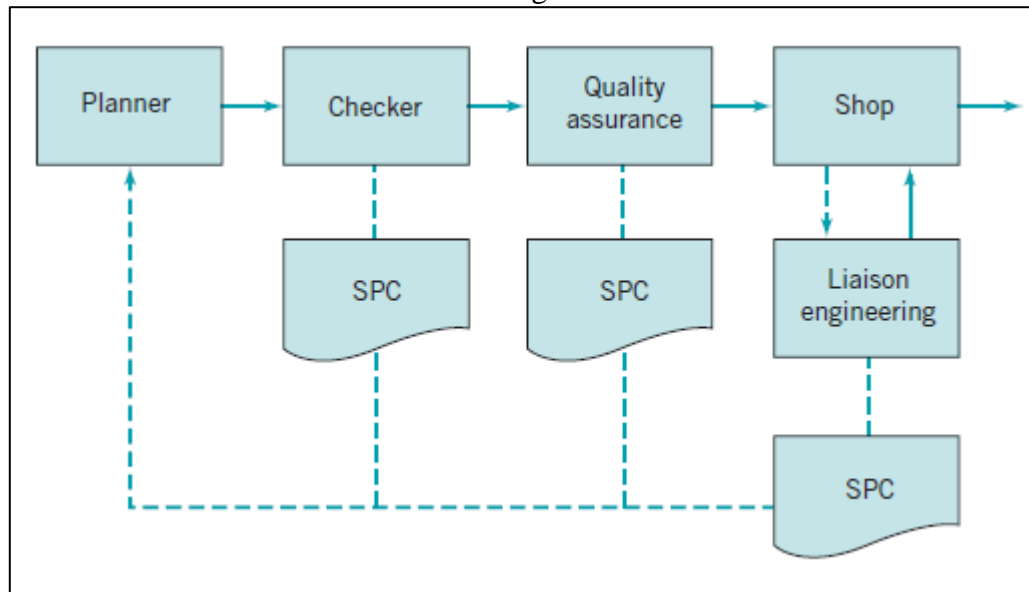 Planner
Checker
Quality
assurance
Shop
SPC
SPC
Liaison
engineering
SPC